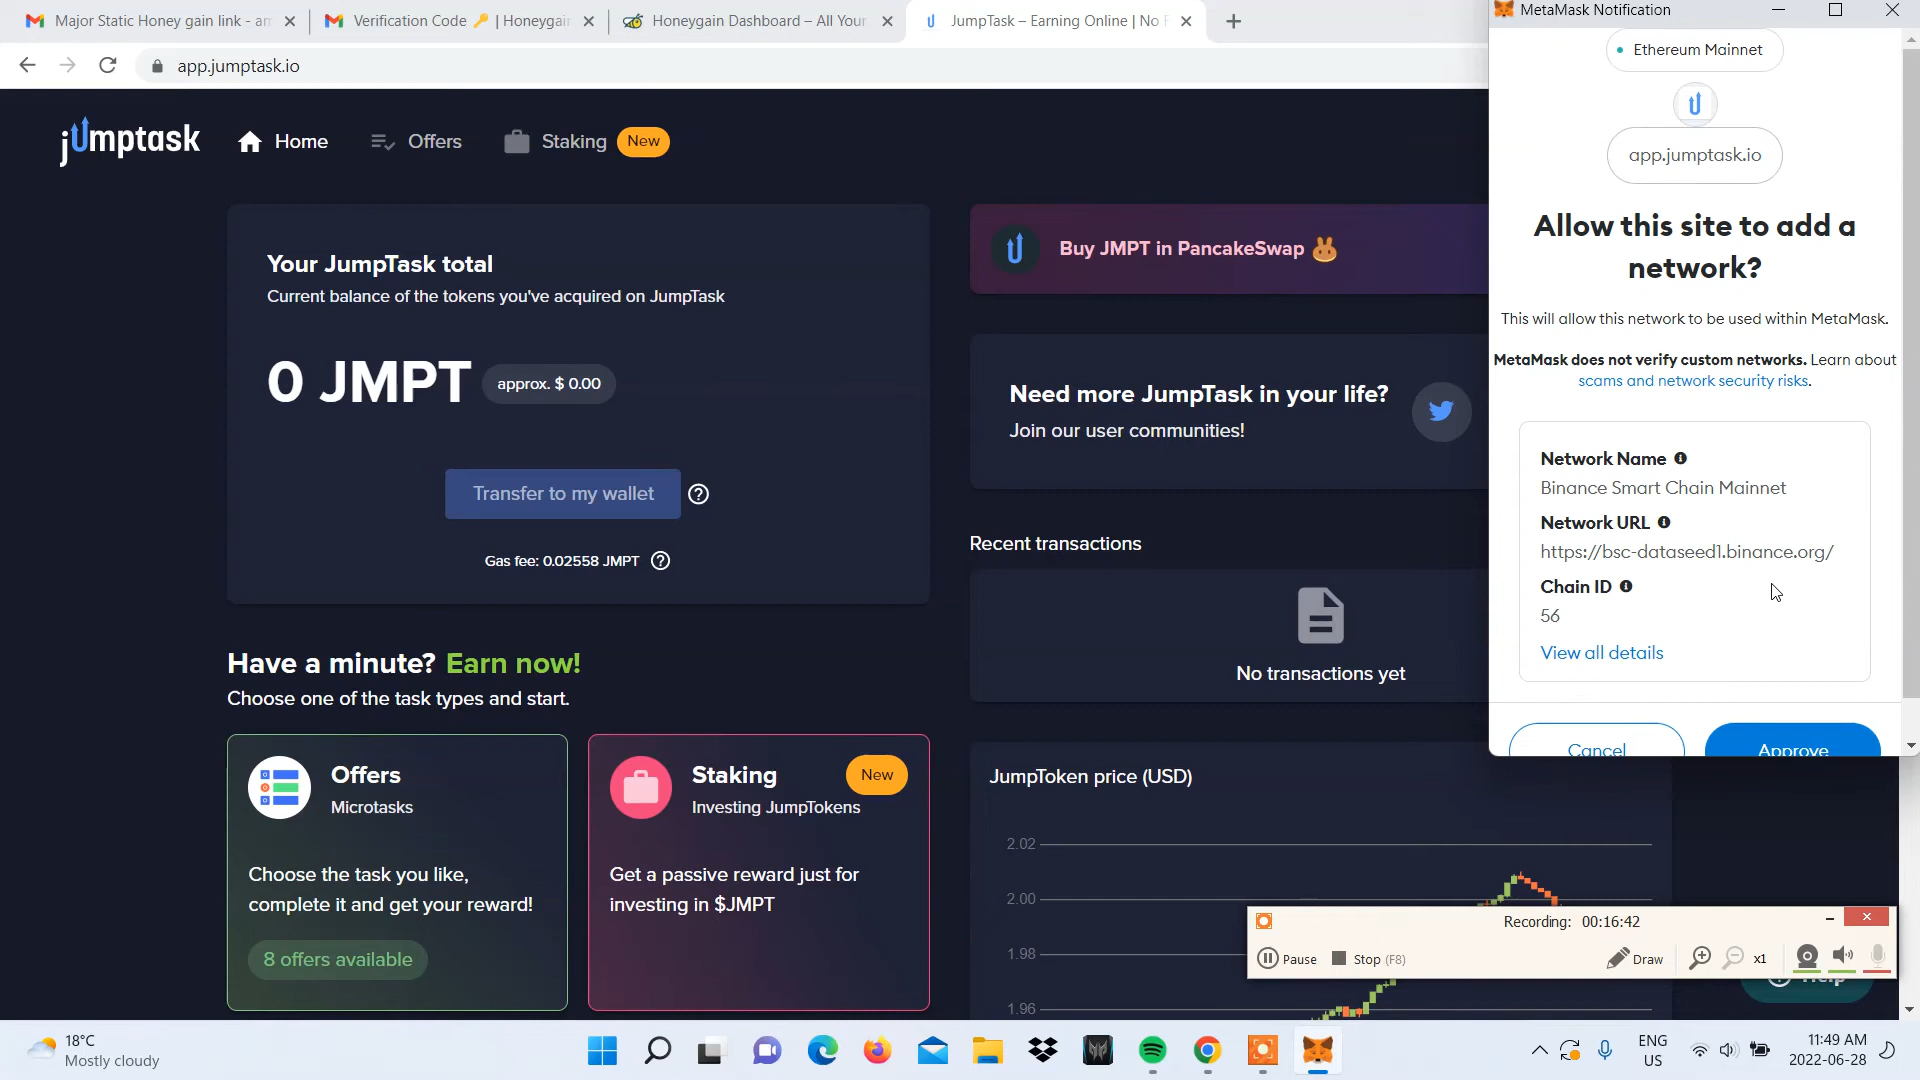 Major Static Honey gain link - am
Verification Code 🔑 | Honeygain
Honeygain Dashboard – All Your
JumpTask – Earning Online | No F
MetaMask Notification
app.jumptask.io
jumptask
Home
Offers
Staking
New
Your JumpTask total
Current balance of the tokens you've acquired on JumpTask
0 JMPT
approx. $ 0.00
Transfer to my wallet
Gas fee: 0.02558 JMPT
Have a minute? Earn now!
Choose one of the task types and start.
Offers
Microtasks
Choose the task you like,
complete it and get your reward!
8 offers available
Staking
New
Investing JumpTokens
Get a passive reward just for
investing in $JMPT
Buy JMPT in PancakeSwap
Need more JumpTask in your life?
Join our user communities!
Recent transactions
No transactions yet
JumpToken price (USD)
2.02
2.00
1.98
1.96
Ethereum Mainnet
app.jumptask.io
Allow this site to add a
network?
This will allow this network to be used within MetaMask.
MetaMask does not verify custom networks. Learn about
scams and network security risks.
Network Name
Binance Smart Chain Mainnet
Network URL
https://bsc-dataseed1.binance.org/
Chain ID
56
View all details
Cancel
Approve
Recording: 00:16:42
Pause
Stop (F8)
Draw
x1
Help
18°C
Mostly cloudy
ENG
US
11:49 AM
2022-06-28